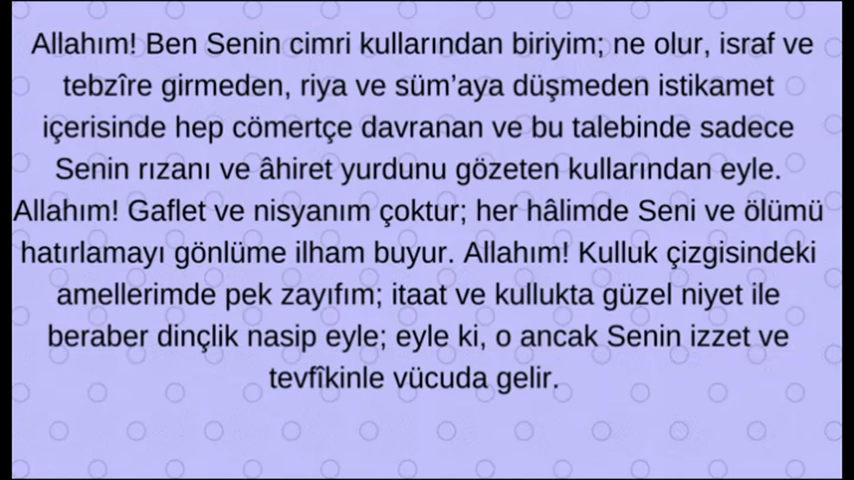 Allahım! Ben Senin cimri kullarından biriyim; ne olur, israf ve
tebzîre girmeden, riya ve süm’aya düşmeden istikamet
içerisinde hep cömertçe davranan ve bu talebinde sadece
Senin rızanı ve âhiret yurdunu gözeten kullarından eyle.
Allahım! Gaflet ve nisyanım çoktur; her hâlimde Seni ve ölümü
hatırlamayı gönlüme ilham buyur. Allahım! Kulluk çizgisindeki
amellerimde pek zayıfım; itaat ve kullukta güzel niyet ile
beraber dinçlik nasip eyle; eyle ki, o ancak Senin izzet ve
tevfîkinle vücuda gelir.